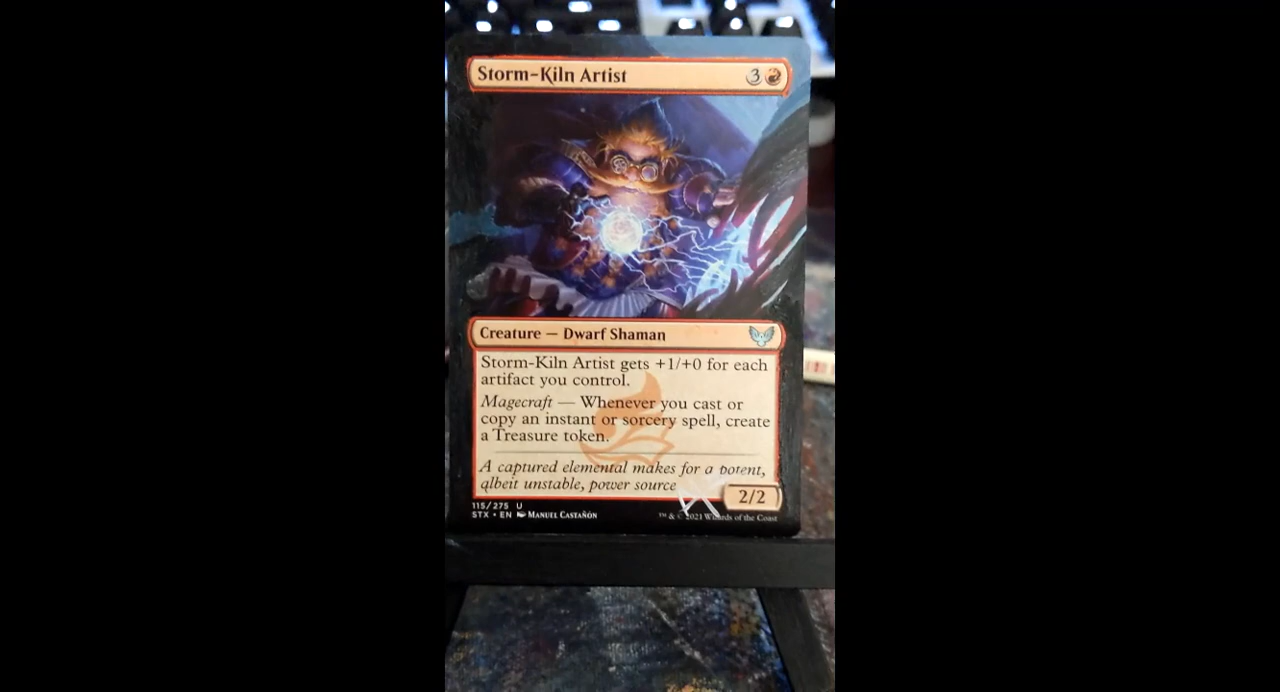 Storm-Kiln Artist 3
Creature — Dwarf Shaman
Storm-Kiln Artist gets +1/+0 for each
artifact you control.
Magecraft — Whenever you cast or
copy an instant or sorcery spell, create
a Treasure token.
A captured elemental makes for a potent,
albeit unstable, power source
2/2
115/275 U
STX • EN MANUEL CASTAÑÓN
™ & © 2021 Wizards of the Coast